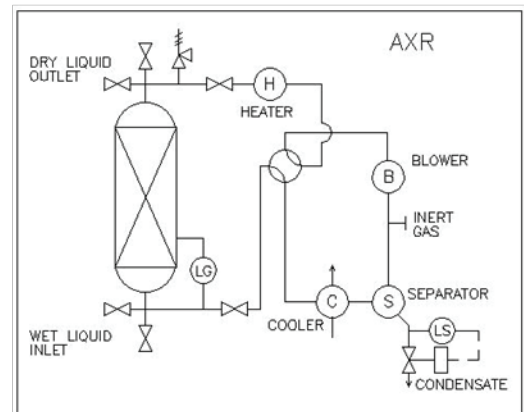 AXR
DRY LIQUID
OUTLET
H
HEATER
B
BLOWER
INERT
GAS
LG
C
COOLER
S
SEPARATOR
LS
WET LIQUID
INLET
CONDENSATE